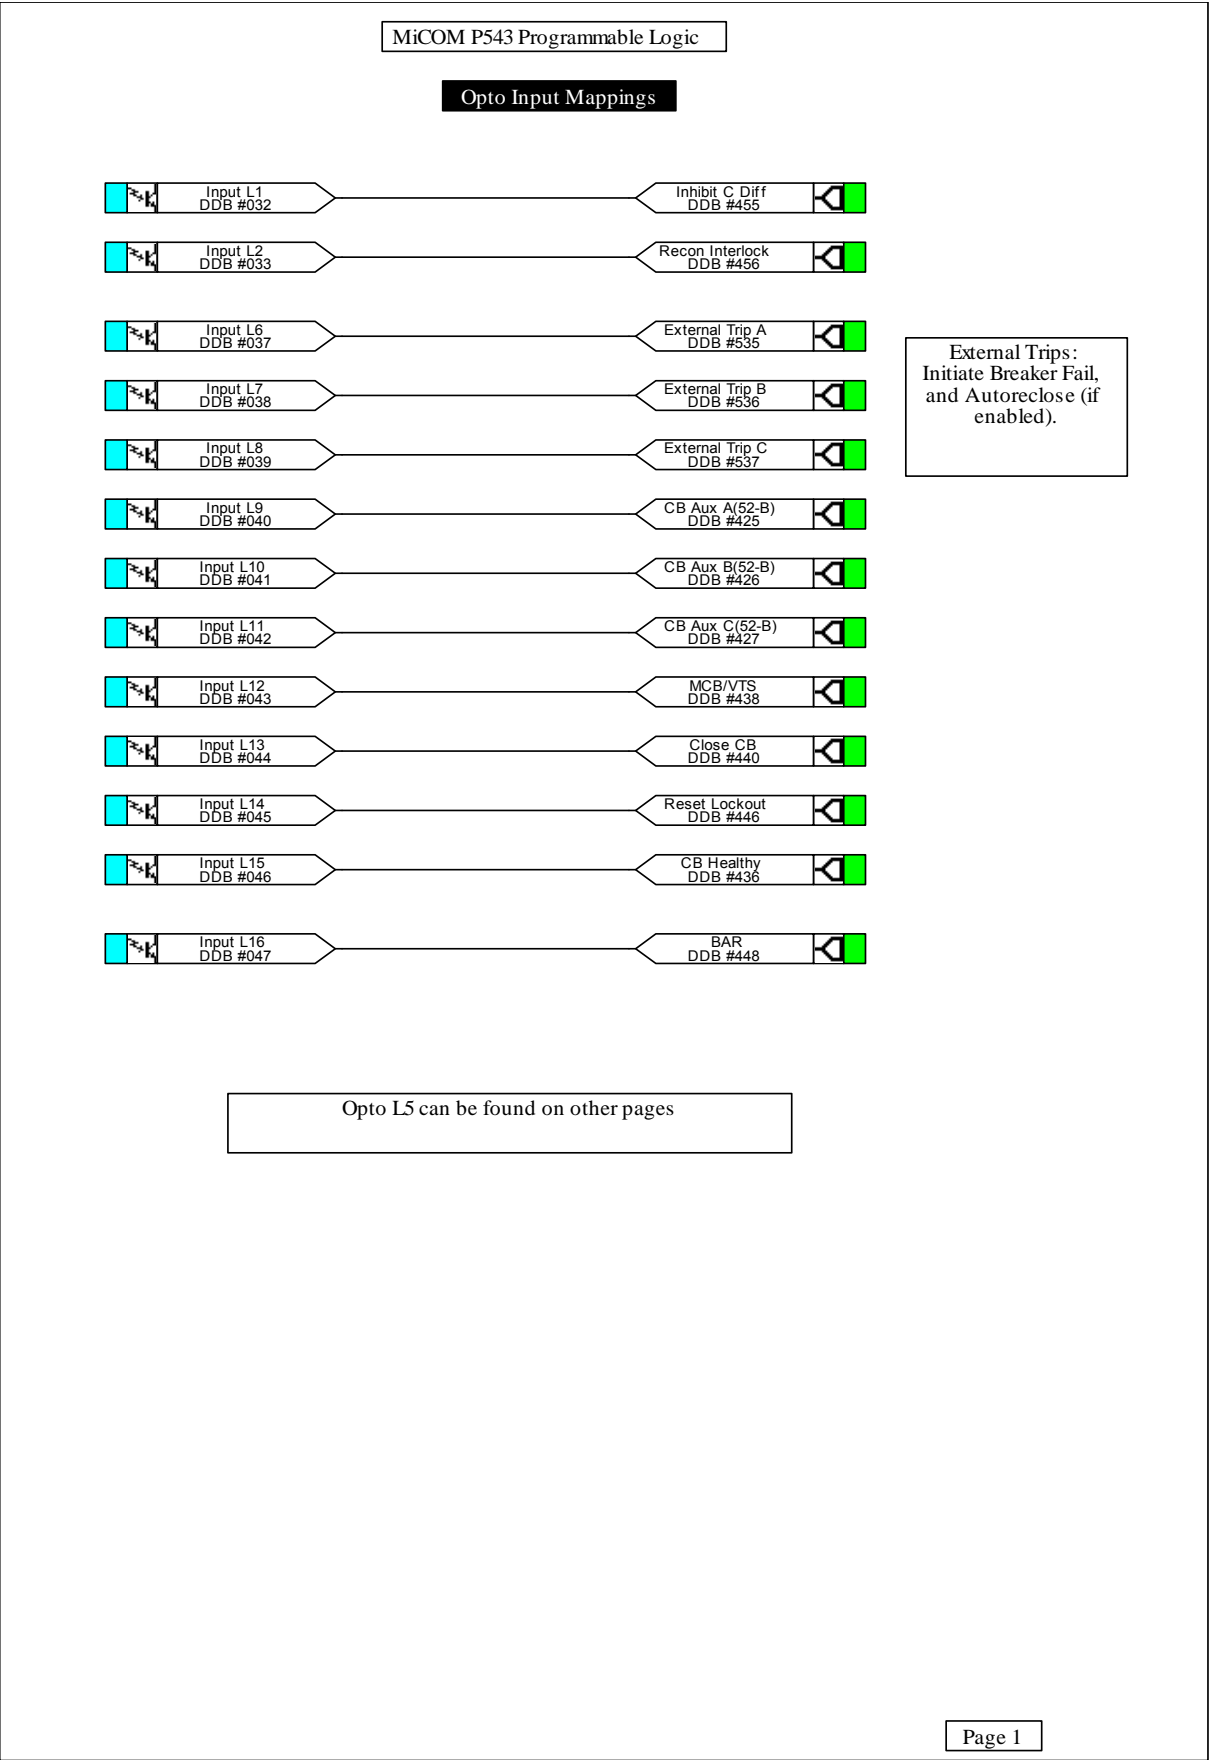 MiCOM P543 Programmable Logic
Opto Input Mappings
Input L1
DDB #032
Inhibit C Diff
DDB #455
Input L2
DDB #033
Recon Interlock
DDB #456
Input L6
DDB #037
External Trip A
DDB #535
Input L7
DDB #038
External Trip B
DDB #536
Input L8
DDB #039
External Trip C
DDB #537
External Trips:
Initiate Breaker Fail,
and Autoreclose (if
enabled).
Input L9
DDB #040
CB Aux A(52-B)
DDB #425
Input L10
DDB #041
CB Aux B(52-B)
DDB #426
Input L11
DDB #042
CB Aux C(52-B)
DDB #427
Input L12
DDB #043
MCB/VTS
DDB #438
Input L13
DDB #044
Close CB
DDB #440
Input L14
DDB #045
Reset Lockout
DDB #446
Input L15
DDB #046
CB Healthy
DDB #436
Input L16
DDB #047
BAR
DDB #448
Opto L5 can be found on other pages
Page 1